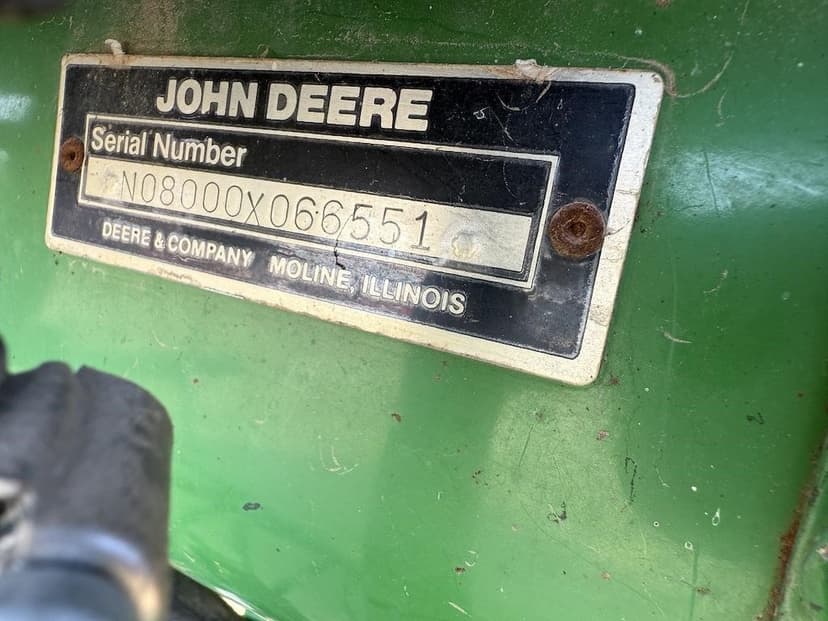 JOHN DEERE
Serial Number
N08000X066551
DEERE & COMPANY MOLINE, ILLINOIS